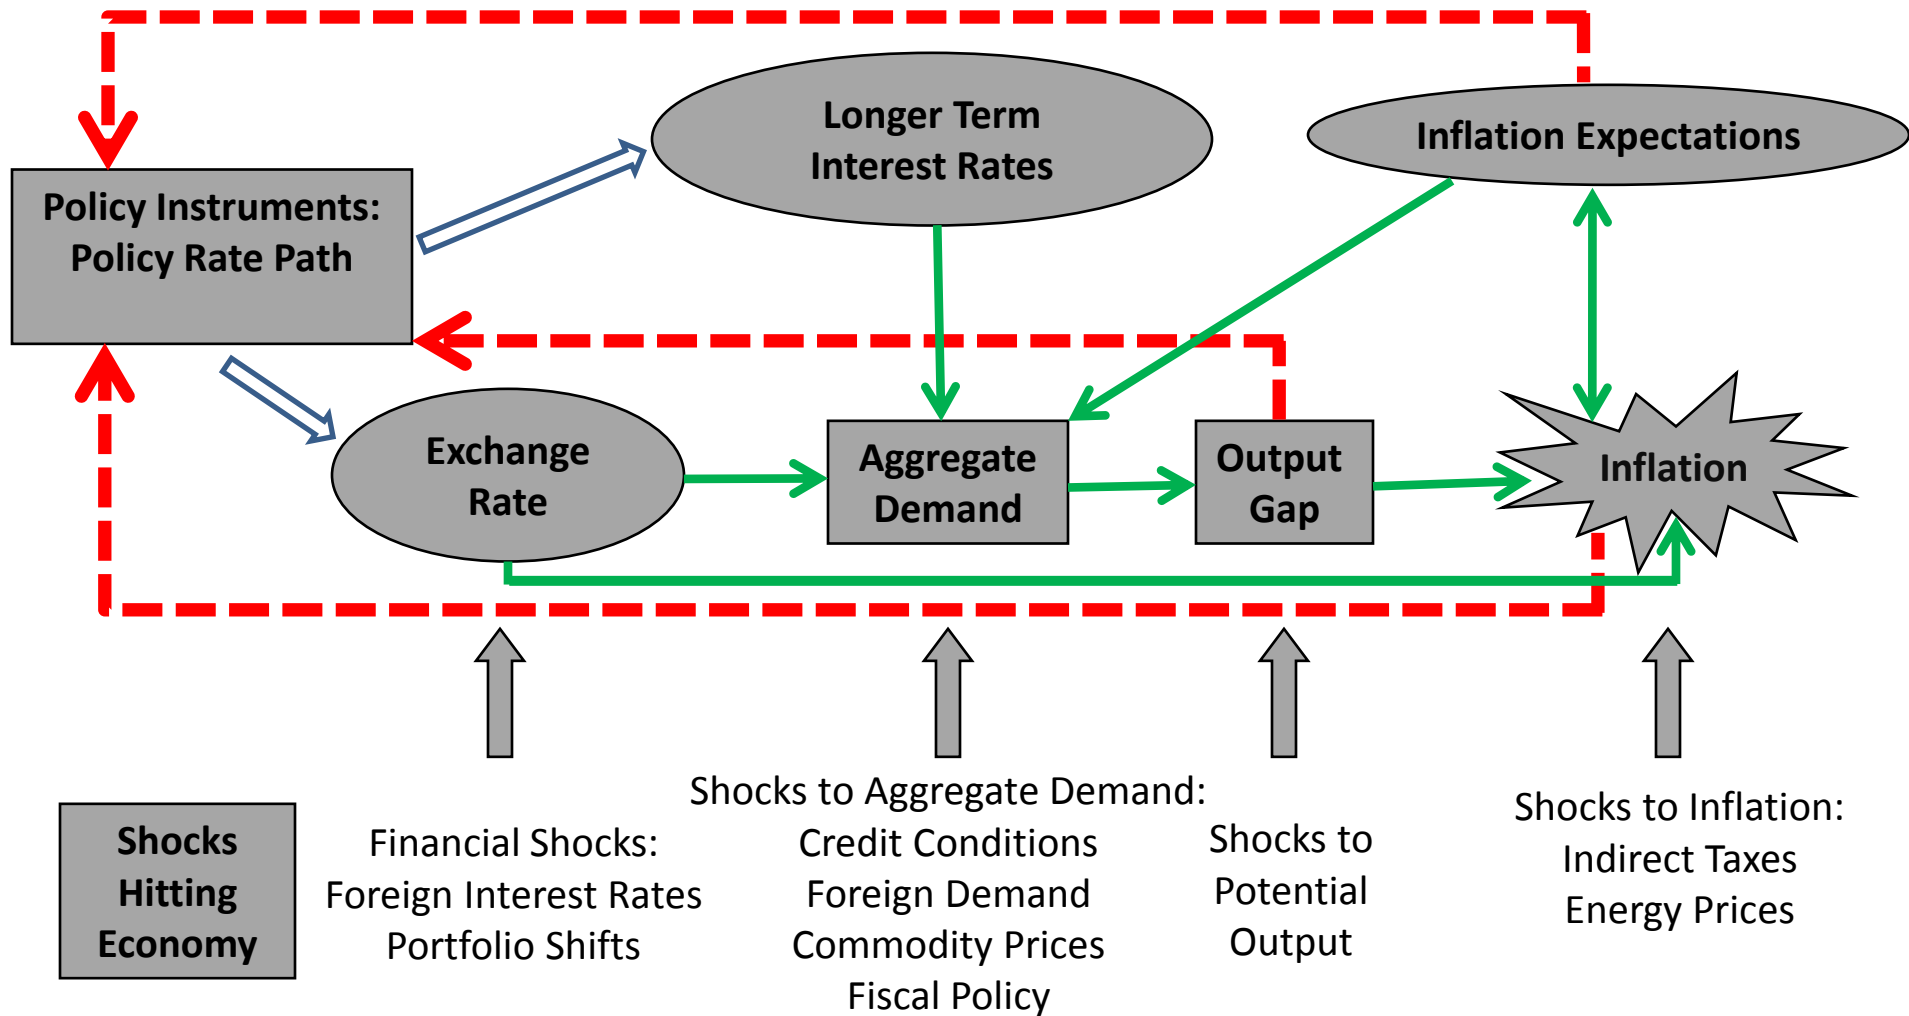 Longer Term
Interest Rates
Inflation Expectations
Policy Instruments:
Policy Rate Path
Exchange
Rate
Aggregate
Demand
Output
Gap
Inflation
Shocks
Hitting
Economy
Financial Shocks:
Foreign Interest Rates
Portfolio Shifts
Shocks to Aggregate Demand:
Credit Conditions
Foreign Demand
Commodity Prices
Fiscal Policy
Shocks to
Potential
Output
Shocks to Inflation:
Indirect Taxes
Energy Prices